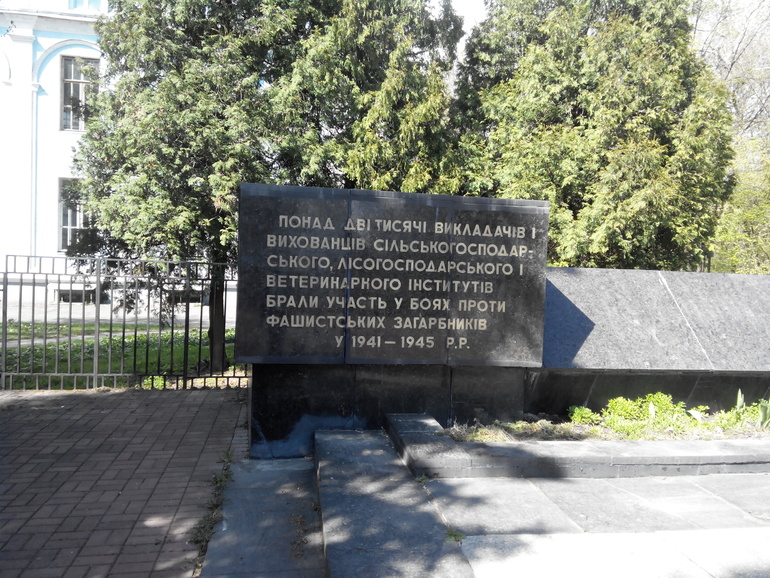 ПОНАД ДВІ ТИСЯЧІ ВИКЛАДАЧІВ І
ВИХОВАНЦІВ СІЛЬСЬКОГОСПОДАР-
СЬКОГО, ЛІСОГОСПОДАРСЬКОГО І
ВЕТЕРИНАРНОГО ІНСТИТУТІВ
БРАЛИ УЧАСТЬ У БОЯХ ПРОТИ
ФАШИСТСЬКИХ ЗАГАРБНИКІВ
У 1941–1945 Р.Р.